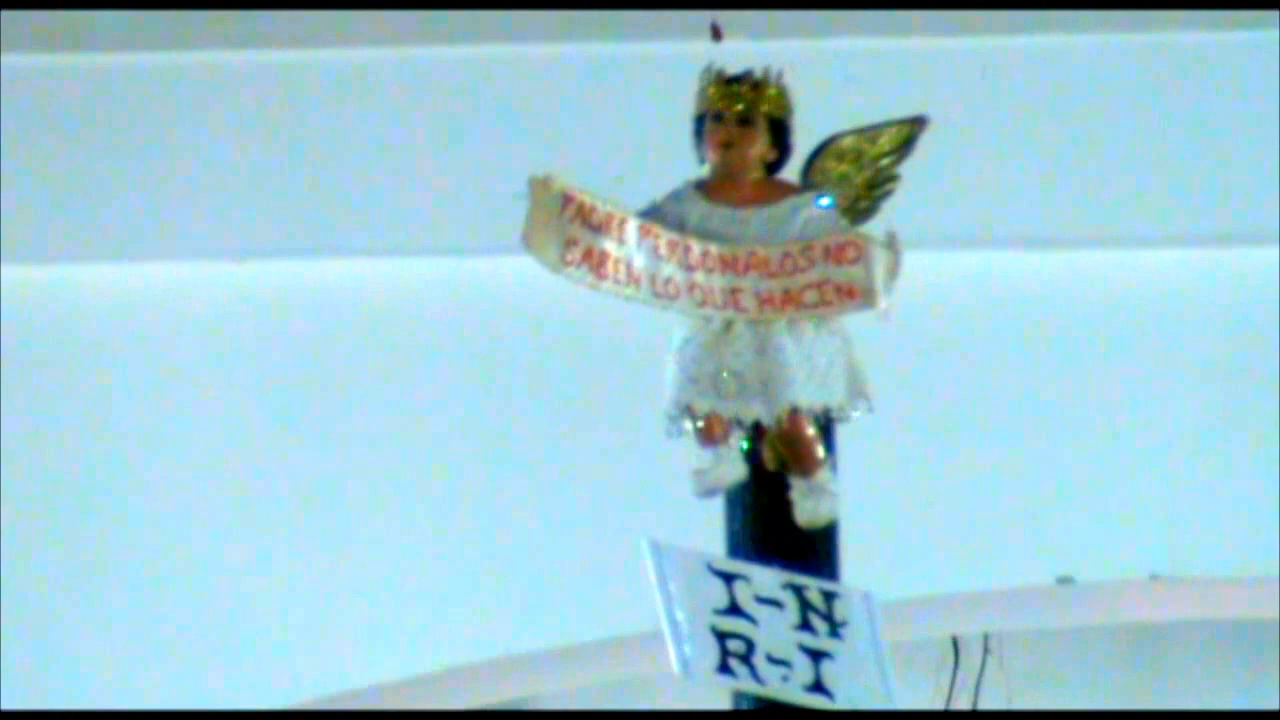 PADRE PERDONALOS NO
SABEN LO QUE HACEN
I-N
R-I